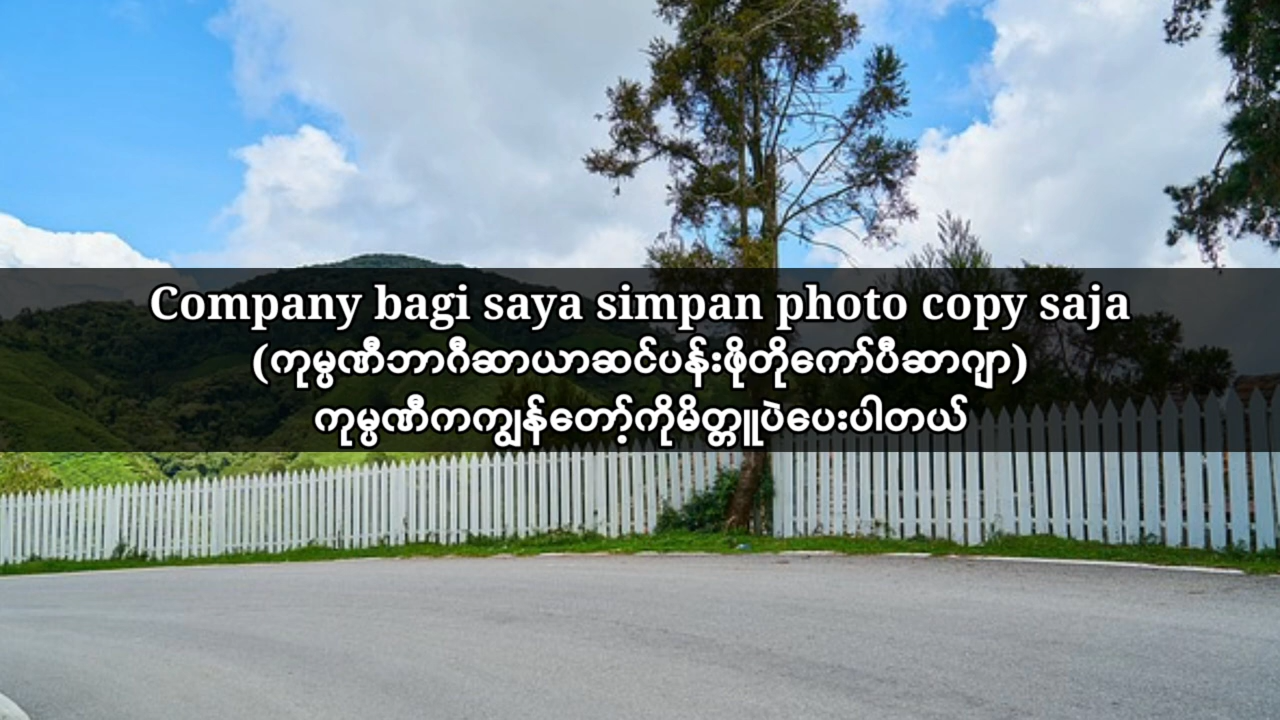 Company bagi saya simpan photo copy saja
(ကုမ္ပဏီဘာဂီဆာယာဆင်ပန်းဖိုတိုကော်ပီဆာဂျာ)
ကုမ္ပဏီကကျွန်တော့်ကိုမိတ္တူပဲပေးပါတယ်